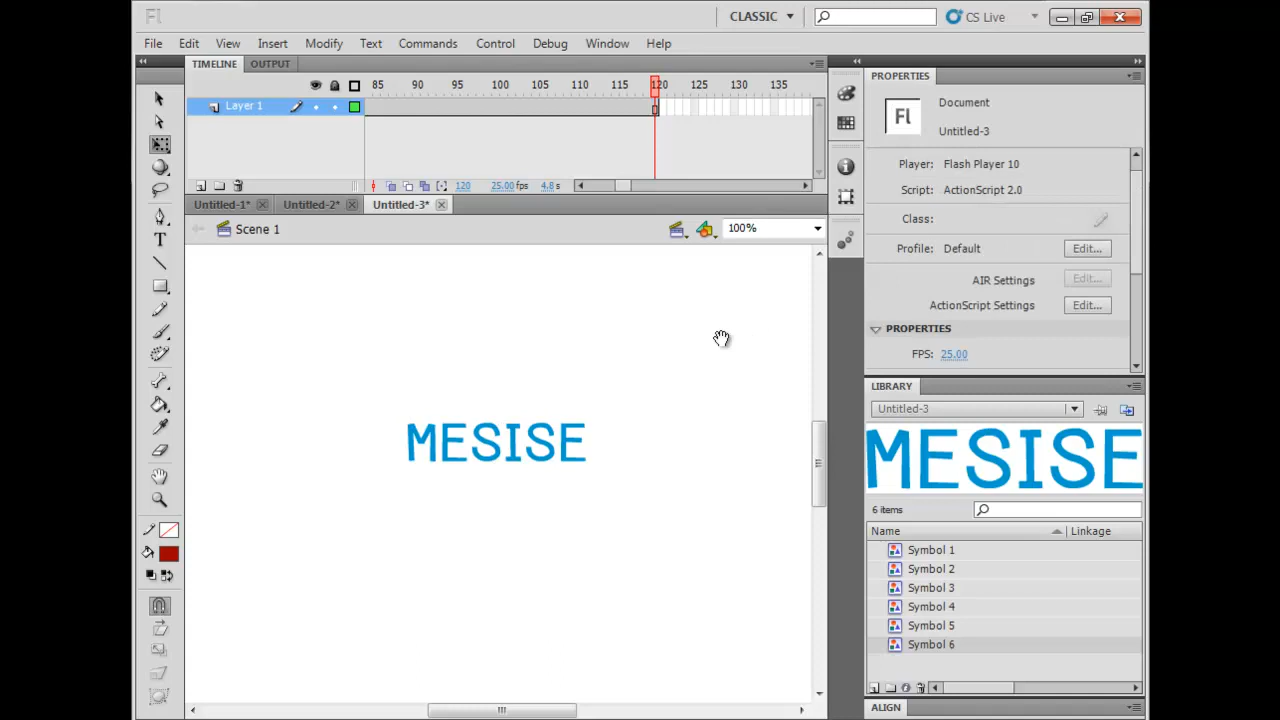 Fl
CLASSIC
CS Live
File Edit View Insert Modify Text Commands Control Debug Window Help
TIMELINE OUTPUT
85 90 95 100 105 110 115 120 125 130 135
Layer 1
120 25.00 fps 4.8 s
Untitled-1* Untitled-2* Untitled-3*
Scene 1
100%
MESISE
PROPERTIES
Fl
Document
Untitled-3
Player: Flash Player 10
Script: ActionScript 2.0
Class:
Profile: Default Edit...
AIR Settings Edit...
ActionScript Settings Edit...
PROPERTIES
FPS: 25.00
LIBRARY
Untitled-3
MESISE
6 items
Name Linkage
Symbol 1
Symbol 2
Symbol 3
Symbol 4
Symbol 5
Symbol 6
ALIGN